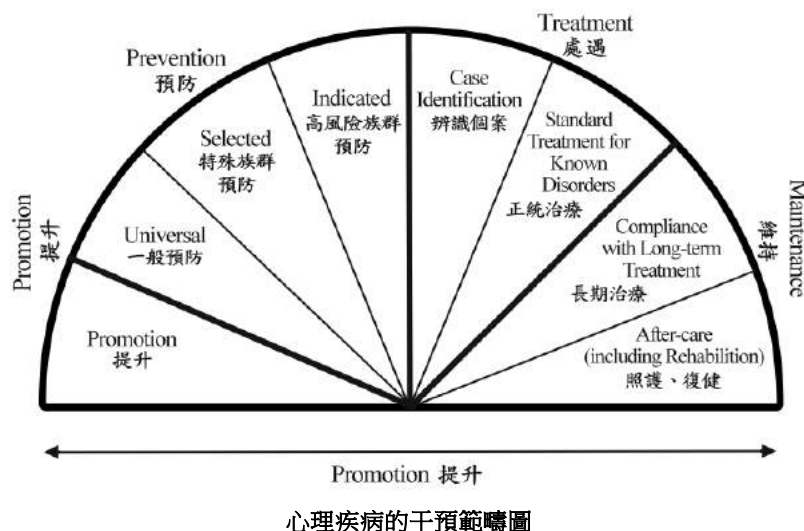 Prevention
預防
Treatment
處遇
Promotion
提升
Maintenance
維持
Promotion
提升
Universal
一般預防
Selected
特殊族群
預防
Indicated
高風險族群
預防
Case
Identification
辨識個案
Standard
Treatment for
Known
Disorders
正統治療
Compliance
with Long-term
Treatment
長期治療
After-care
(including Rehabilition)
照護、復健
Promotion 提升
心理疾病的干預範疇圖